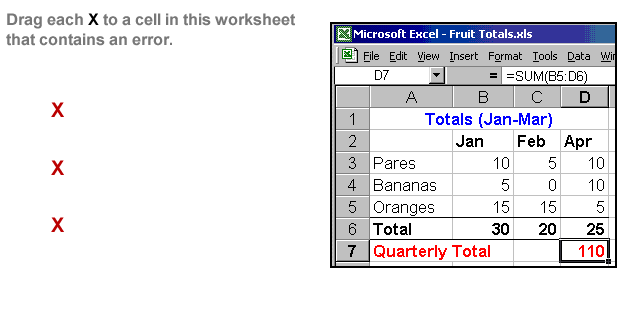 Drag each X to a cell in this worksheet
that contains an error.
X
X
X
Microsoft Excel - Fruit Totals.xls
File Edit View Insert Format Tools Data
D7 = =SUM(B5:D6)
A B C D
1 Totals (Jan-Mar)
2 Jan Feb Apr
3 Pares 10 5 10
4 Bananas 5 0 10
5 Oranges 15 15 5
6 Total 30 20 25
7 Quarterly Total 110